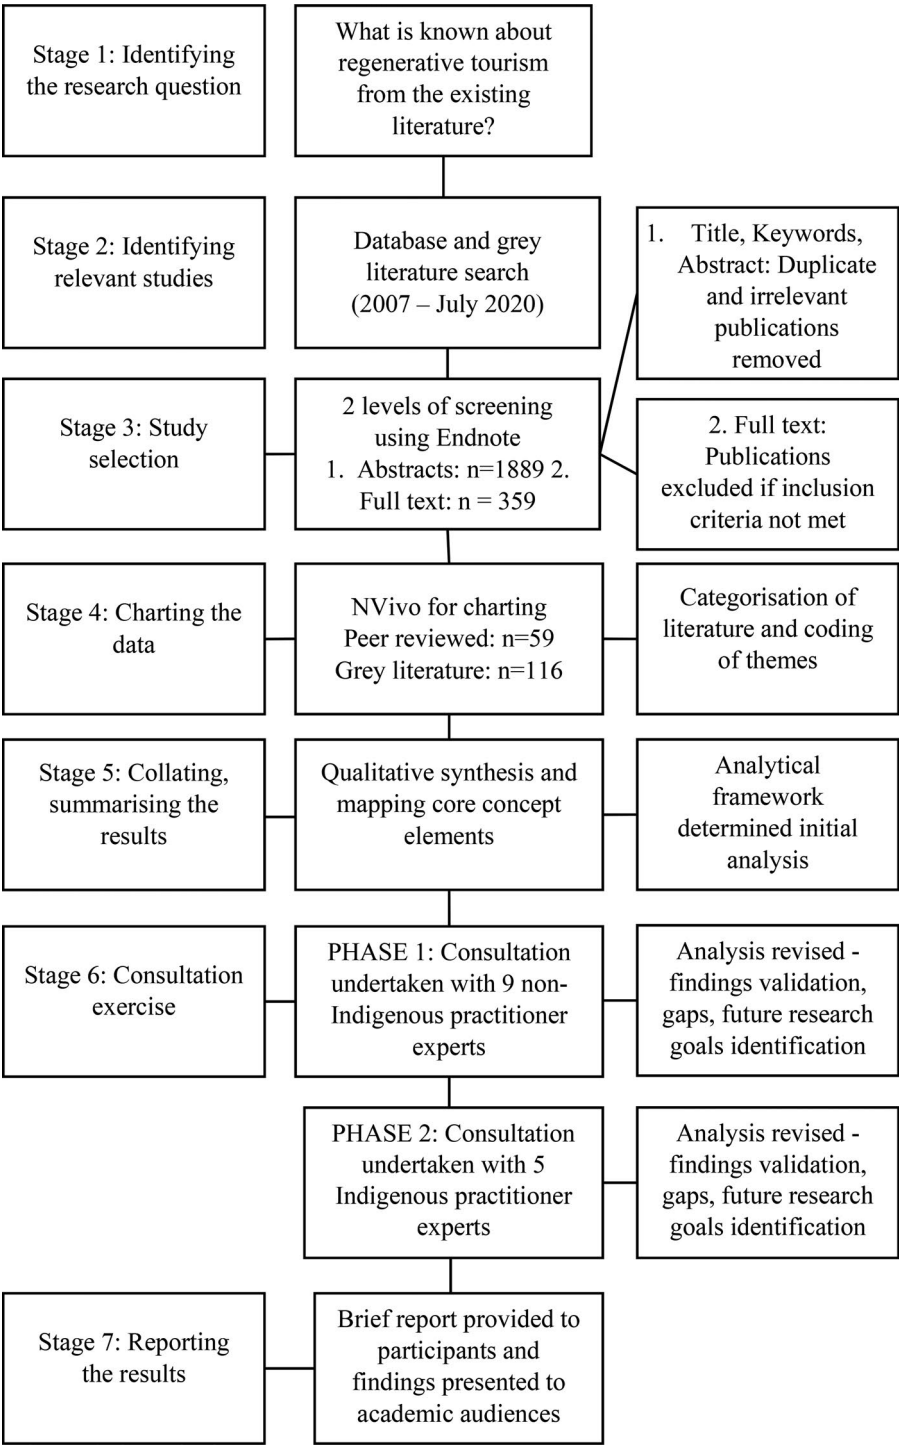 Stage 1: Identifying
the research question
What is known about
regenerative tourism
from the existing
literature?
Stage 2: Identifying
relevant studies
Database and grey
literature search
(2007 – July 2020)
1. Title, Keywords,
Abstract: Duplicate
and irrelevant
publications
removed
Stage 3: Study
selection
2 levels of screening
using Endnote
1. Abstracts: n=1889 2.
Full text: n = 359
2. Full text:
Publications
excluded if inclusion
criteria not met
Stage 4: Charting the
data
NVivo for charting
Peer reviewed: n=59
Grey literature: n=116
Categorisation of
literature and coding
of themes
Stage 5: Collating,
summarising the
results
Qualitative synthesis and
mapping core concept
elements
Analytical
framework
determined initial
analysis
Stage 6: Consultation
exercise
PHASE 1: Consultation
undertaken with 9 non-
Indigenous practitioner
experts
Analysis revised -
findings validation,
gaps, future research
goals identification
PHASE 2: Consultation
undertaken with 5
Indigenous practitioner
experts
Analysis revised -
findings validation,
gaps, future research
goals identification
Stage 7: Reporting
the results
Brief report provided to
participants and
findings presented to
academic audiences